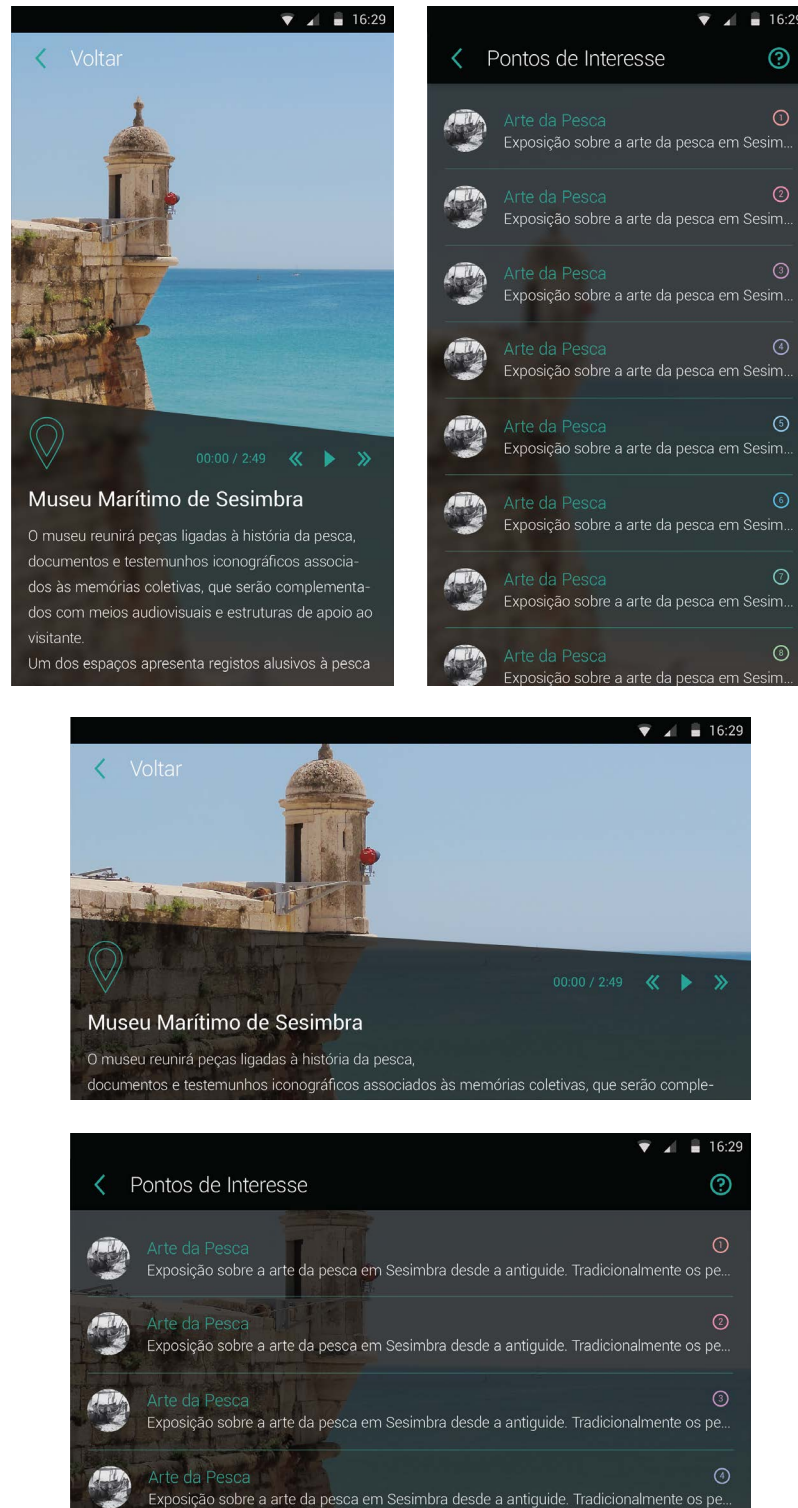 16:29
Voltar
00:00 / 2:49
Museu Marítimo de Sesimbra
O museu reunirá peças ligadas à história da pesca,
documentos e testemunhos iconográficos associa-
dos às memórias coletivas, que serão complementa-
dos com meios audiovisuais e estruturas de apoio ao
visitante.
Um dos espaços apresenta registos alusivos à pesca
16:29
Pontos de Interesse
?
Arte da Pesca
1
Exposição sobre a arte da pesca em Sesim...
Arte da Pesca
2
Exposição sobre a arte da pesca em Sesim...
Arte da Pesca
3
Exposição sobre a arte da pesca em Sesim...
Arte da Pesca
4
Exposição sobre a arte da pesca em Sesim...
Arte da Pesca
5
Exposição sobre a arte da pesca em Sesim...
Arte da Pesca
6
Exposição sobre a arte da pesca em Sesim...
Arte da Pesca
7
Exposição sobre a arte da pesca em Sesim...
Arte da Pesca
8
Exposição sobre a arte da pesca em Sesim...
16:29
Voltar
00:00 / 2:49
Museu Marítimo de Sesimbra
O museu reunirá peças ligadas à história da pesca,
documentos e testemunhos iconográficos associados às memórias coletivas, que serão comple-
16:29
Pontos de Interesse
?
Arte da Pesca
1
Exposição sobre a arte da pesca em Sesimbra desde a antiguide. Tradicionalmente os pe...
Arte da Pesca
2
Exposição sobre a arte da pesca em Sesimbra desde a antiguide. Tradicionalmente os pe...
Arte da Pesca
3
Exposição sobre a arte da pesca em Sesimbra desde a antiguide. Tradicionalmente os pe...
Arte da Pesca
4
Exposição sobre a arte da pesca em Sesimbra desde a antiguide. Tradicionalmente os pe...